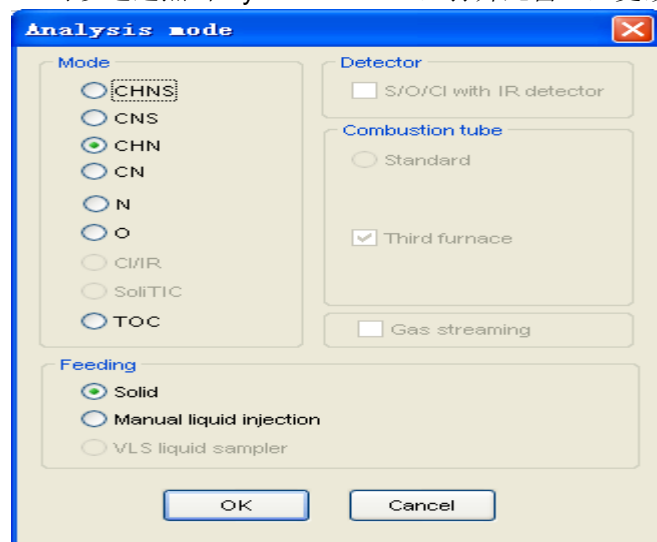 Analysis mode
Mode
CHNS
CNS
CHN
CN
N
O
Cl/IR
SoliTIC
TOC
Detector
S/O/Cl with IR detector
Combustion tube
Standard
Third furnace
Gas streaming
Feeding
Solid
Manual liquid injection
VLS liquid sampler
OK
Cancel